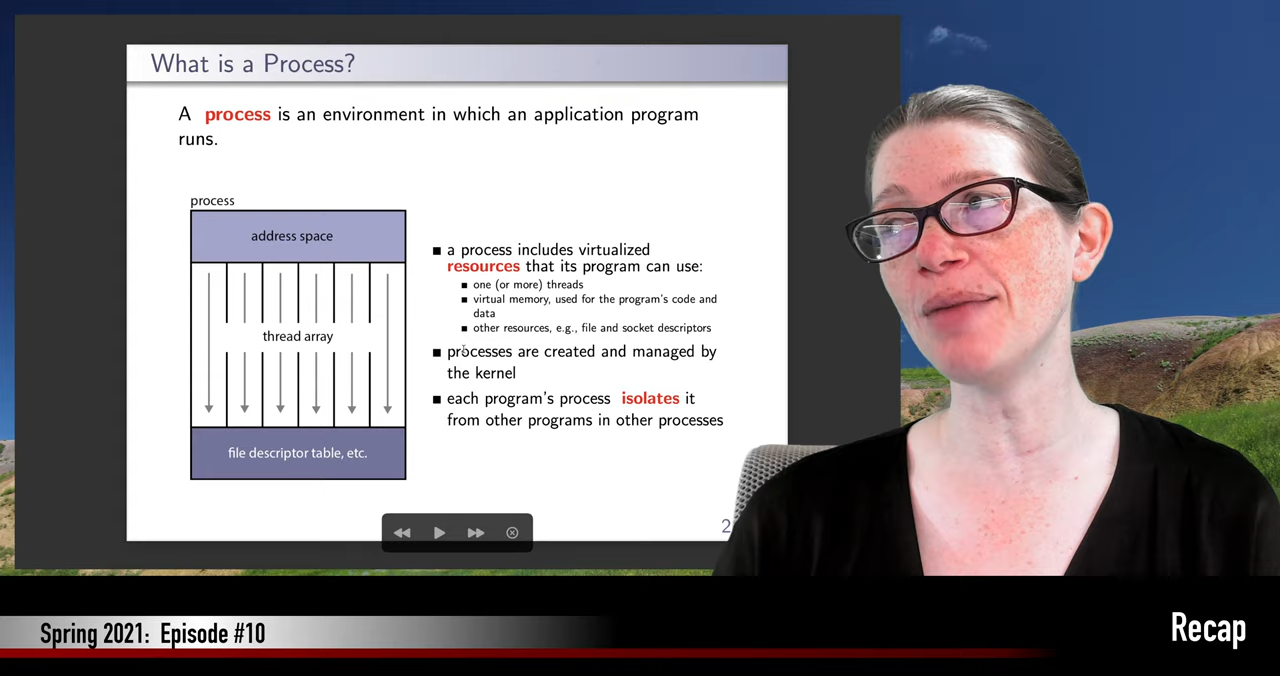 What is a Process?
A process is an environment in which an application program
runs.
process
address space
thread array
file descriptor table, etc.
■ a process includes virtualized
resources that its program can use:
■ one (or more) threads
■ virtual memory, used for the program's code and
data
■ other resources, e.g., file and socket descriptors
■ processes are created and managed by
the kernel
■ each program's process isolates it
from other programs in other processes
2
Spring 2021: Episode #10
Recap